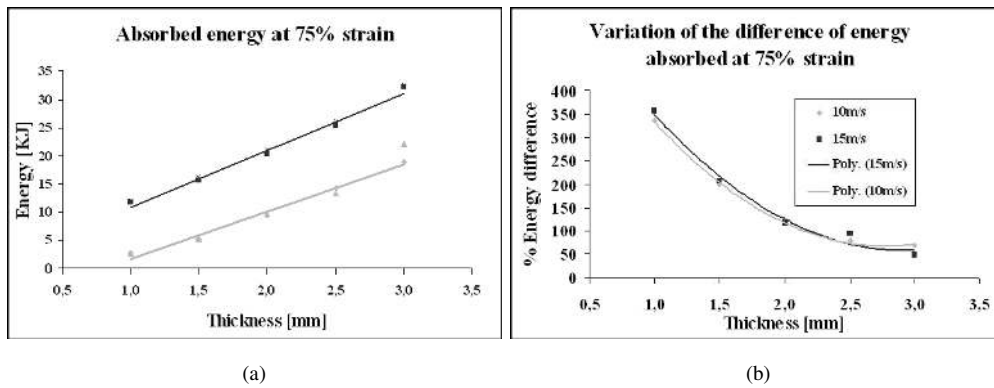 Absorbed energy at 75% strain
Energy [KJ]
35
30
25
20
15
10
5
0
0,5 1,0 1,5 2,0 2,5 3,0 3,5
Thickness [mm]
(a)
Variation of the difference of energy
absorbed at 75% strain
% Energy difference
400
350
300
250
200
150
100
50
0
10m/s
15m/s
Poly. (15m/s)
Poly. (10m/s)
0,5 1,0 1,5 2,0 2,5 3,0 3,5
Thickness [mm]
(b)